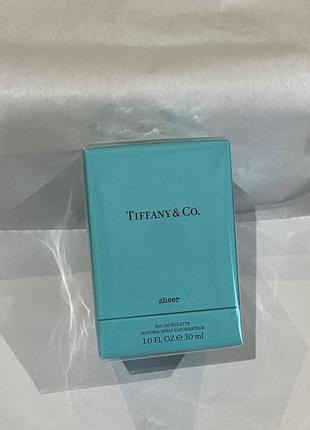 TIFFANY & CO.
sheer
EAU DE TOILETTE
NATURAL SPRAY VAPORISATEUR
1.0 FL OZ ℮ 30 ml